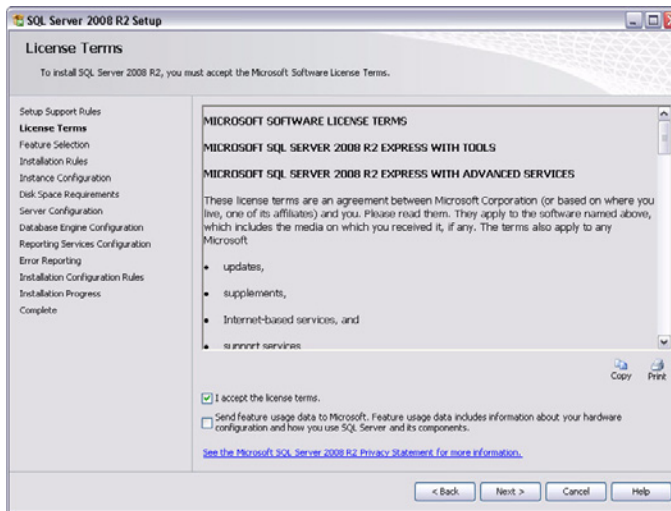 SQL Server 2008 R2 Setup
License Terms
To install SQL Server 2008 R2, you must accept the Microsoft Software License Terms.
Setup Support Rules
License Terms
Feature Selection
Installation Rules
Instance Configuration
Disk Space Requirements
Server Configuration
Database Engine Configuration
Reporting Services Configuration
Error Reporting
Installation Configuration Rules
Installation Progress
Complete
MICROSOFT SOFTWARE LICENSE TERMS
MICROSOFT SQL SERVER 2008 R2 EXPRESS WITH TOOLS
MICROSOFT SQL SERVER 2008 R2 EXPRESS WITH ADVANCED SERVICES
These license terms are an agreement between Microsoft Corporation (or based on where you
live, one of its affiliates) and you. Please read them. They apply to the software named above,
which includes the media on which you received it, if any. The terms also apply to any
Microsoft
• updates,
• supplements,
• Internet-based services, and
• support services
Copy Print
I accept the license terms.
Send feature usage data to Microsoft. Feature usage data includes information about your hardware
configuration and how you use SQL Server and its components.
See the Microsoft SQL Server 2008 R2 Privacy Statement for more information.
< Back Next > Cancel Help